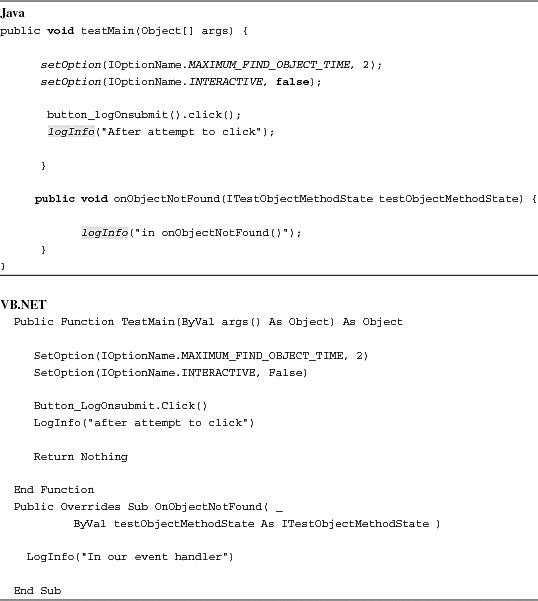 Java
public void testMain(Object[] args) {
setOption(IOptionName.MAXIMUM_FIND_OBJECT_TIME, 2);
setOption(IOptionName.INTERACTIVE, false);
button_logOnsubmit().click();
logInfo("After attempt to click");
}
public void onObjectNotFound(ITestObjectMethodState testObjectMethodState) {
logInfo("in onObjectNotFound()");
}
}
VB.NET
Public Function TestMain(ByVal args() As Object) As Object
SetOption(IOptionName.MAXIMUM_FIND_OBJECT_TIME, 2)
SetOption(IOptionName.INTERACTIVE, False)
Button_LogOnsubmit.Click()
LogInfo("after attempt to click")
Return Nothing
End Function
Public Overrides Sub OnObjectNotFound( _
ByVal testObjectMethodState As ITestObjectMethodState )
LogInfo("In our event handler")
End Sub